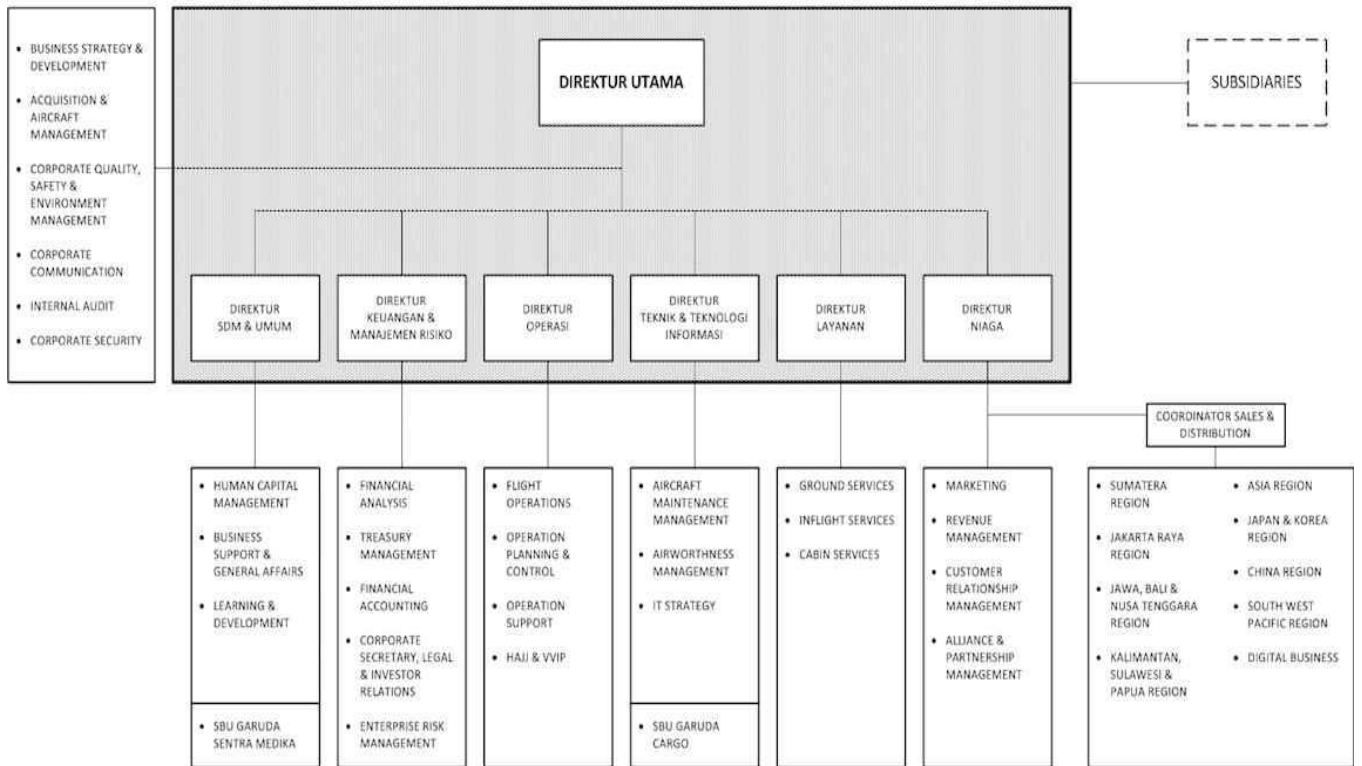 • BUSINESS STRATEGY &
DEVELOPMENT
• ACQUISITION &
AIRCRAFT
MANAGEMENT
• CORPORATE QUALITY,
SAFETY &
ENVIRONMENT
MANAGEMENT
• CORPORATE
COMMUNICATION
• INTERNAL AUDIT
• CORPORATE SECURITY
DIREKTUR UTAMA
SUBSIDIARIES
DIREKTUR
SDM & UMUM
DIREKTUR
KEUANGAN &
MANAJEMEN RISIKO
DIREKTUR
OPERASI
DIREKTUR
TEKNIK & TEKNOLOGI
INFORMASI
DIREKTUR
LAYANAN
DIREKTUR
NIAGA
COORDINATOR SALES &
DISTRIBUTION
• HUMAN CAPITAL
MANAGEMENT
• BUSINESS
SUPPORT &
GENERAL AFFAIRS
• LEARNING &
DEVELOPMENT
• SBU GARUDA
SENTRA MEDIKA
• FINANCIAL
ANALYSIS
• TREASURY
MANAGEMENT
• FINANCIAL
ACCOUNTING
• CORPORATE
SECRETARY, LEGAL
& INVESTOR
RELATIONS
• ENTERPRISE RISK
MANAGEMENT
• FLIGHT
OPERATIONS
• OPERATION
PLANNING &
CONTROL
• OPERATION
SUPPORT
• HAJJ & VVIP
• AIRCRAFT
MAINTENANCE
MANAGEMENT
• AIRWORTHNESS
MANAGEMENT
• IT STRATEGY
• SBU GARUDA
CARGO
• GROUND SERVICES
• INFLIGHT SERVICES
• CABIN SERVICES
• MARKETING
• REVENUE
MANAGEMENT
• CUSTOMER
RELATIONSHIP
MANAGEMENT
• ALLIANCE &
PARTNERSHIP
MANAGEMENT
• SUMATERA
REGION
• JAKARTA RAYA
REGION
• JAWA, BALI &
NUSA TENGGARA
REGION
• KALIMANTAN,
SULAWESI &
PAPUA REGION
• ASIA REGION
• JAPAN & KOREA
REGION
• CHINA REGION
• SOUTH WEST
PACIFIC REGION
• DIGITAL BUSINESS